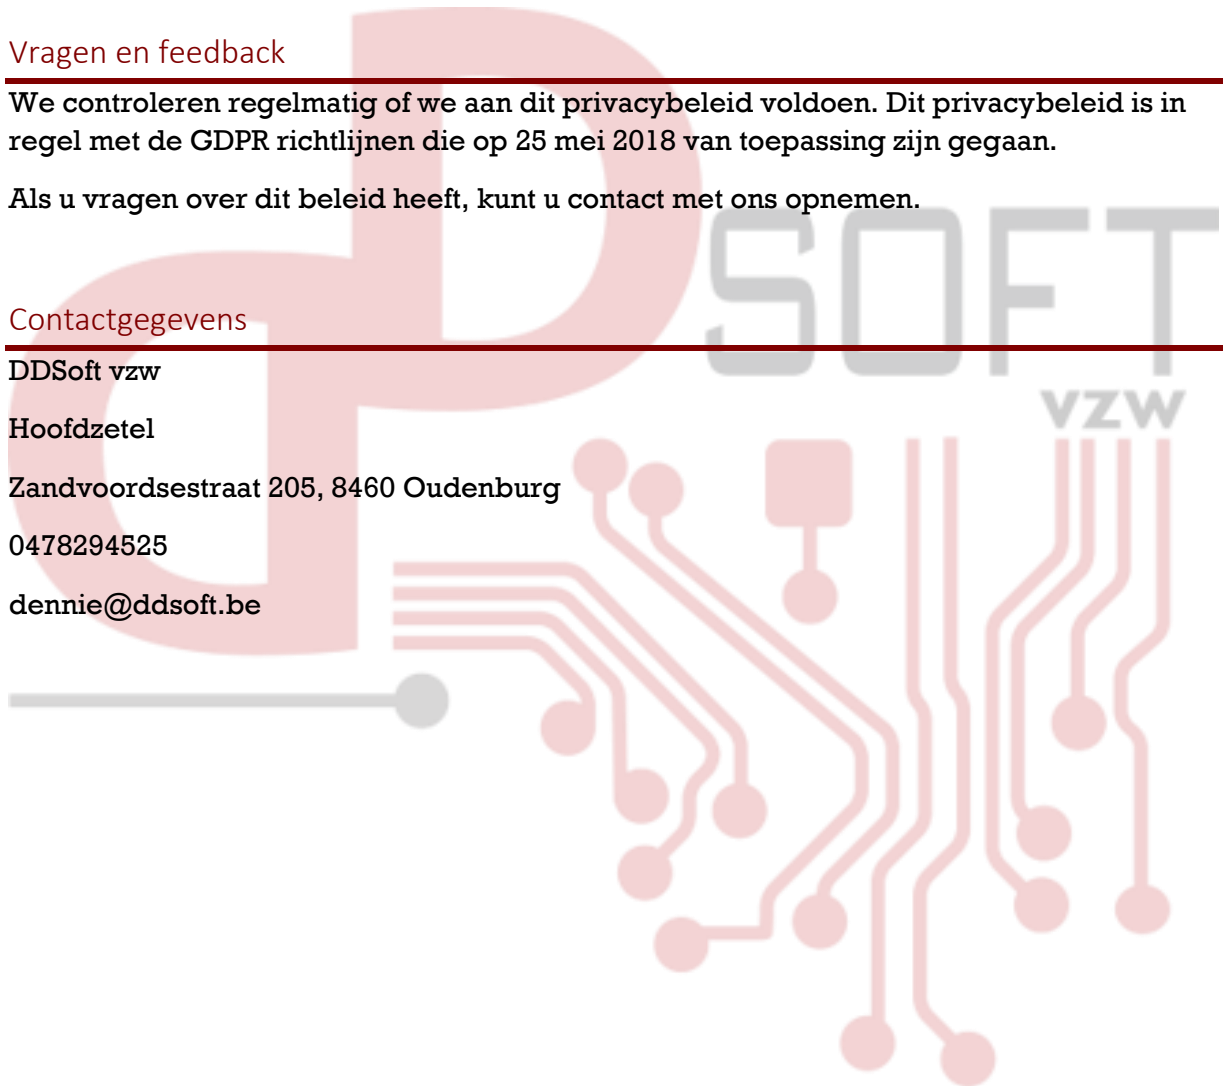 Vragen en feedback
We controleren regelmatig of we aan dit privacybeleid voldoen. Dit privacybeleid is in
regel met de GDPR richtlijnen die op 25 mei 2018 van toepassing zijn gegaan.
Als u vragen over dit beleid heeft, kunt u contact met ons opnemen.
SOFT
vzw
Contactgegevens
DDSoft vzw
Hoofdzetel
Zandvoordsestraat 205, 8460 Oudenburg
0478294525
dennie@ddsoft.be